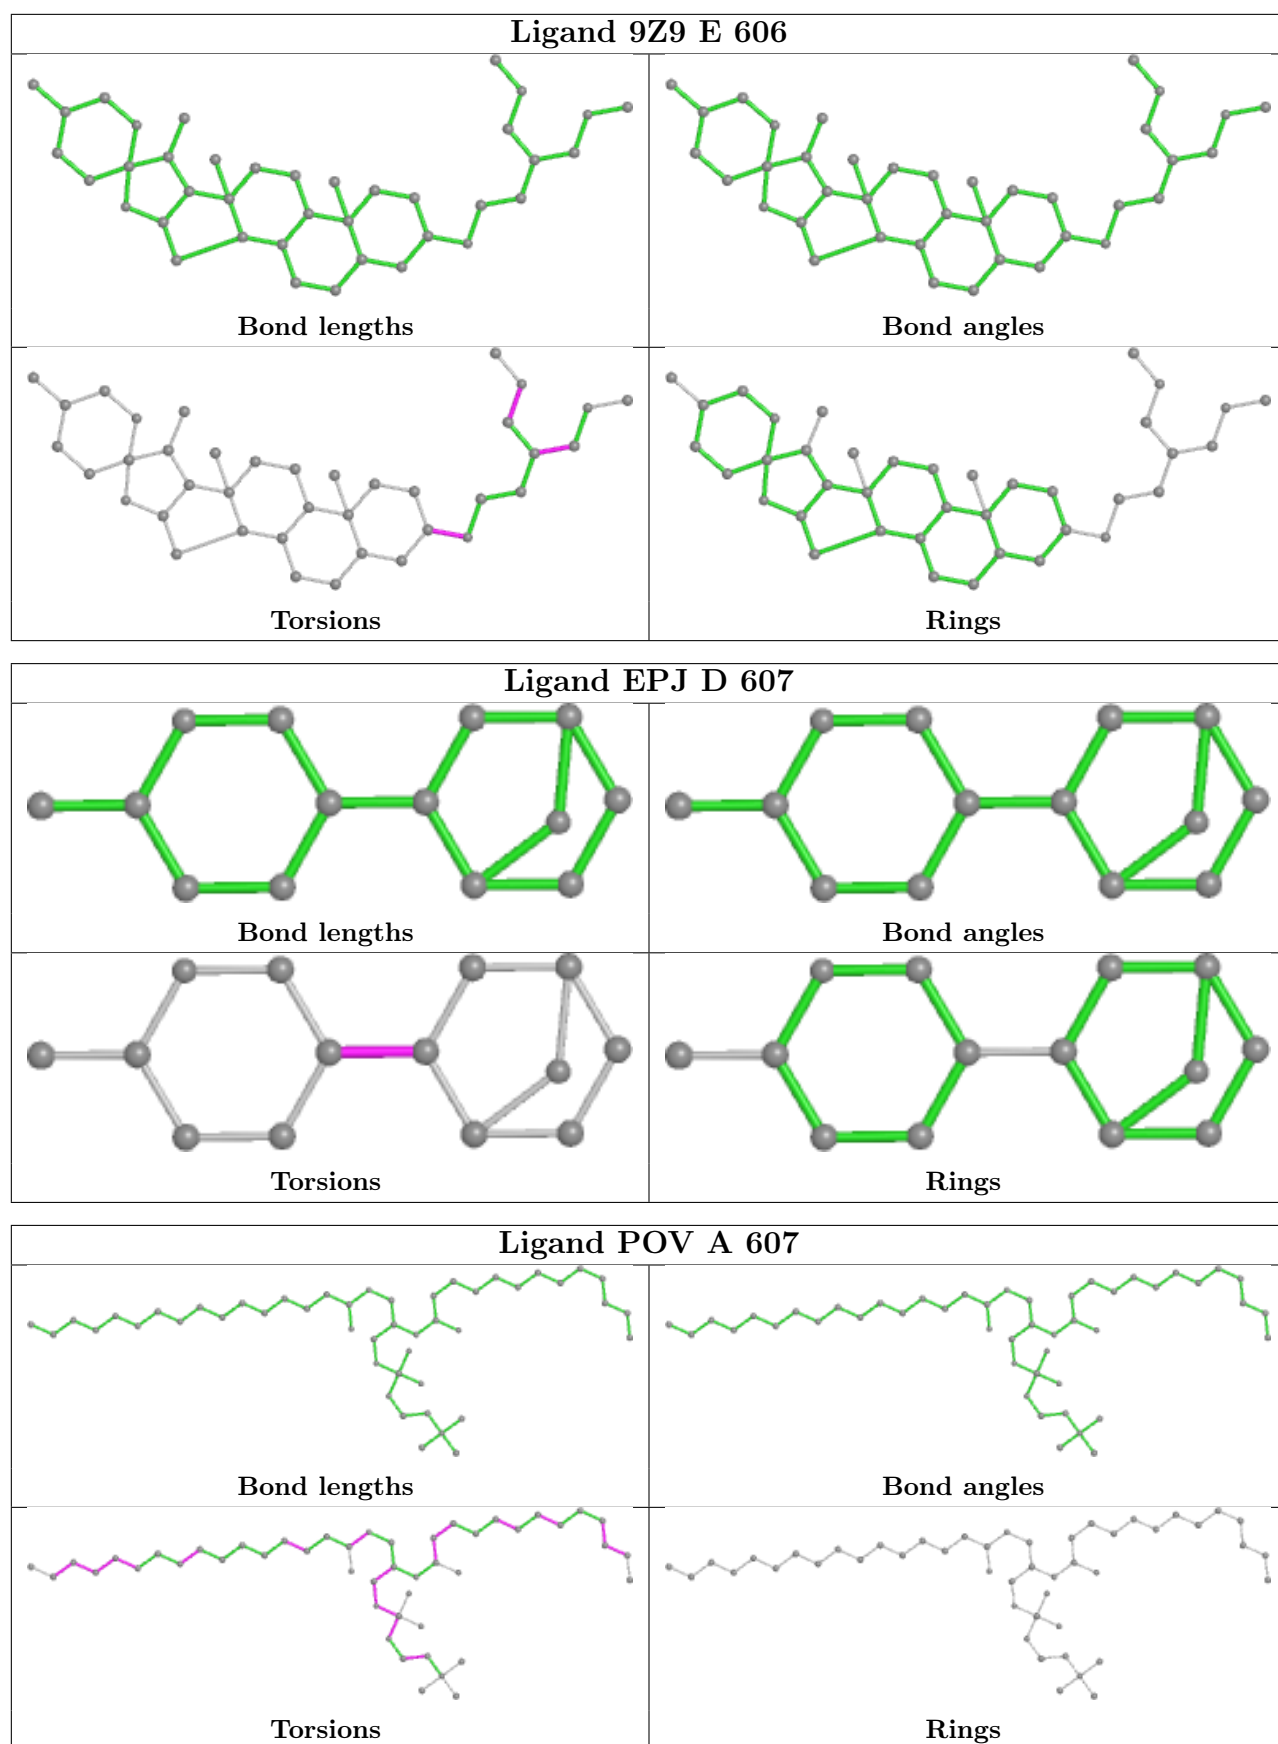 Ligand 9Z9 E 606
Bond lengths
Bond angles
Torsions
Rings
Ligand EPJ D 607
Bond lengths
Bond angles
Torsions
Rings
Ligand POV A 607
Bond lengths
Bond angles
Torsions
Rings